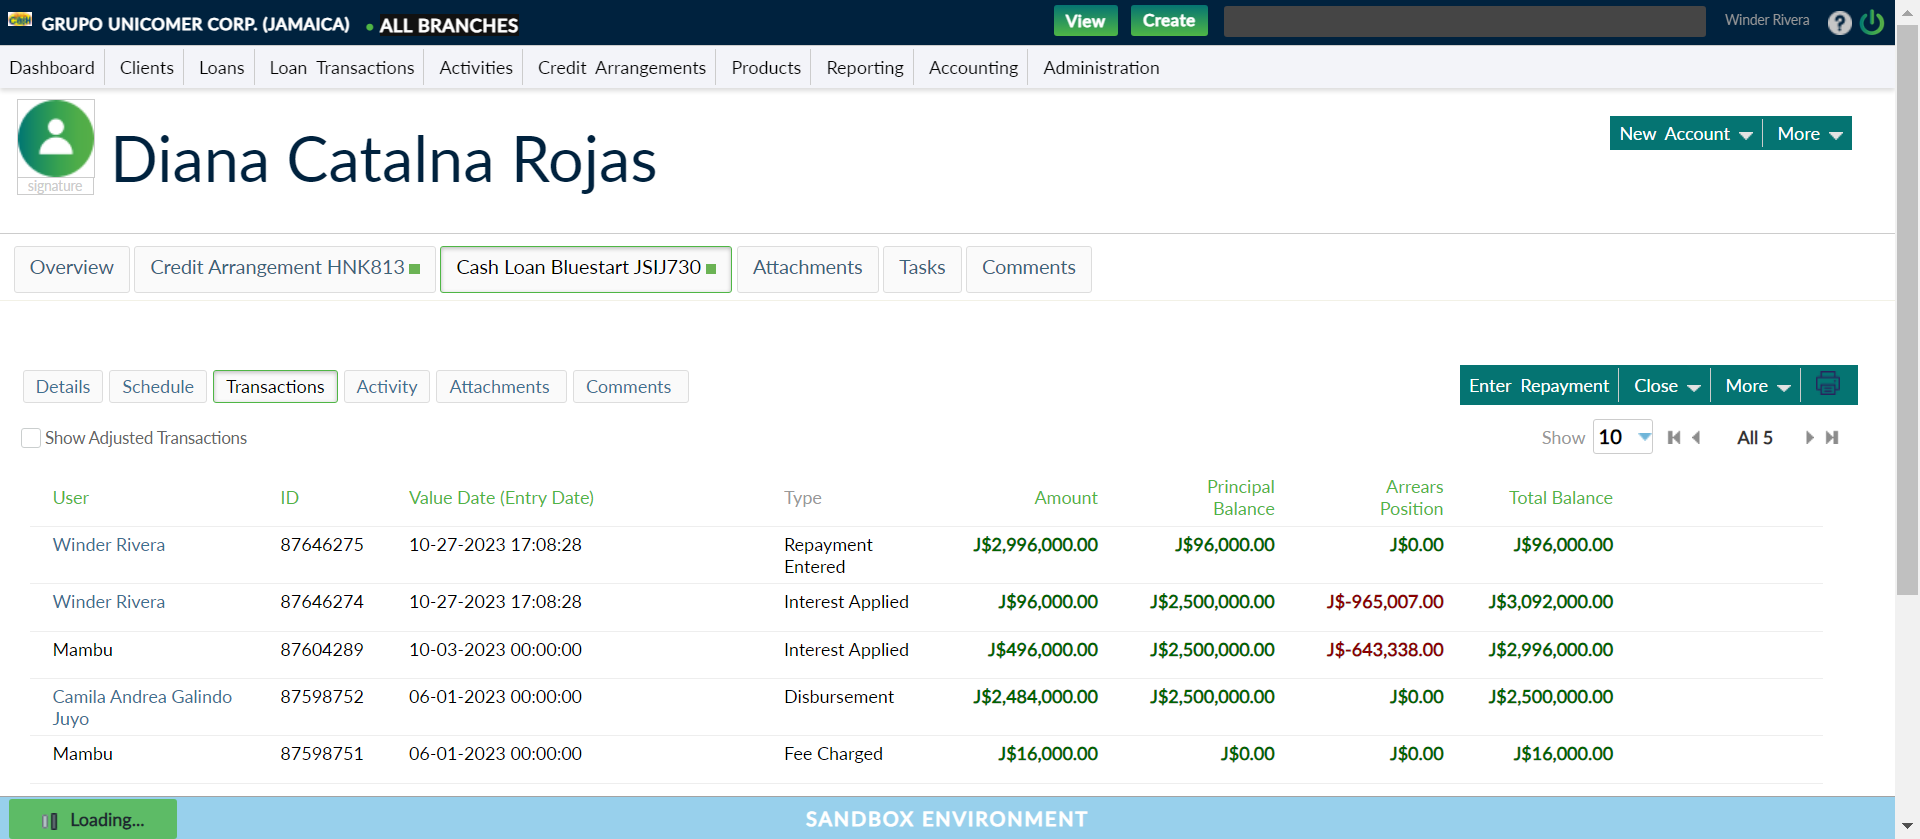 Cash GRUPO UNICOMER CORP. (JAMAICA) • ALL BRANCHES View Create Winder Rivera ?
Dashboard Clients Loans Loan Transactions Activities Credit Arrangements Products Reporting Accounting Administration
signature
Diana Catalna Rojas
New Account More
Overview Credit Arrangement HNK813 Cash Loan Bluestart JSIJ730 Attachments Tasks Comments
Details Schedule Transactions Activity Attachments Comments
Enter Repayment Close More
Show Adjusted Transactions
Show 10 All 5
User ID Value Date (Entry Date) Type Amount Principal Balance Arrears Position Total Balance
Winder Rivera 87646275 10-27-2023 17:08:28 Repayment Entered J$2,996,000.00 J$96,000.00 J$0.00 J$96,000.00
Winder Rivera 87646274 10-27-2023 17:08:28 Interest Applied J$96,000.00 J$2,500,000.00 J$-965,007.00 J$3,092,000.00
Mambu 87604289 10-03-2023 00:00:00 Interest Applied J$496,000.00 J$2,500,000.00 J$-643,338.00 J$2,996,000.00
Camila Andrea Galindo Juyo 87598752 06-01-2023 00:00:00 Disbursement J$2,484,000.00 J$2,500,000.00 J$0.00 J$2,500,000.00
Mambu 87598751 06-01-2023 00:00:00 Fee Charged J$16,000.00 J$0.00 J$0.00 J$16,000.00
Loading... SANDBOX ENVIRONMENT